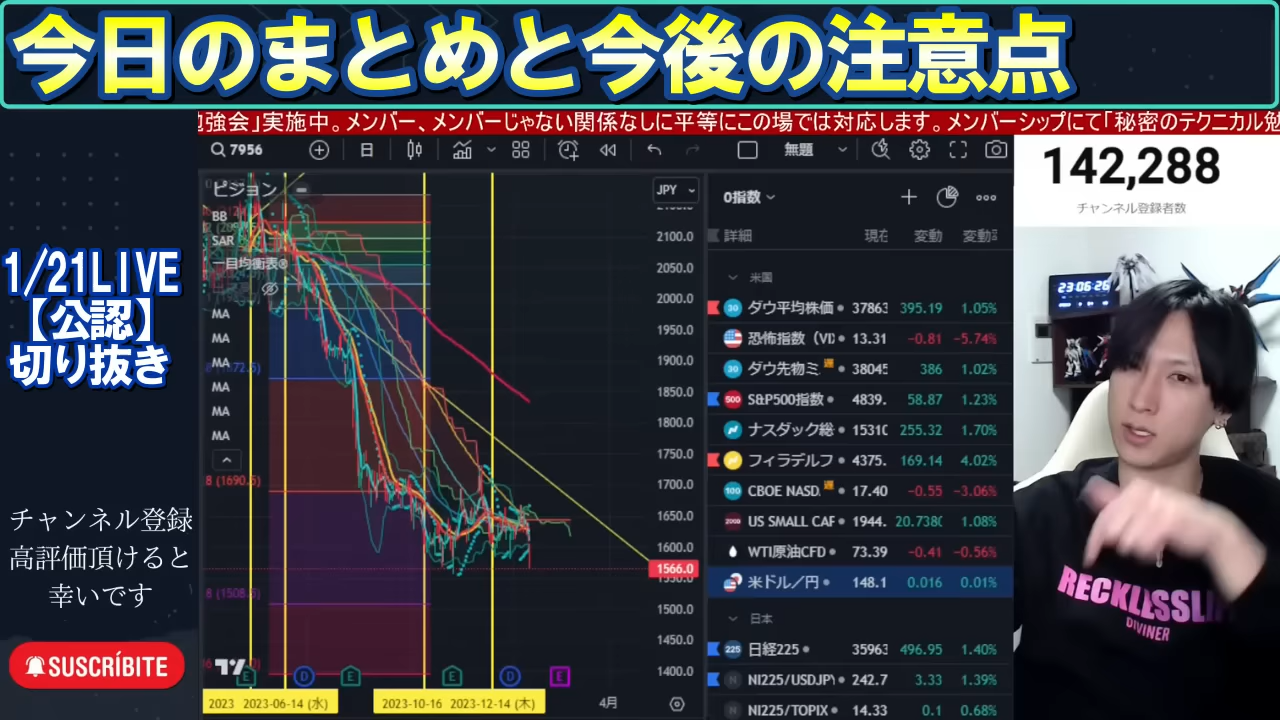 今日のまとめと今後の注意点
強会」実施中。メンバー、メンバーじゃない関係なしに平等にこの場では対応します。メンバーシップにて「秘密のテクニカル勉
7956
日
無題
142,288
チャンネル登録者数
1/21LIVE
【公認】
切り抜き
チャンネル登録
高評価頂けると
幸いです
SUSCRÍBITE
ピジョン
BB
SAR
一目均衡表
MA
MA
MA
MA
MA
MA
JPY
2100.0
2050.0
2000.0
1950.0
1900.0
1850.0
1800.0
1750.0
1700.0
1650.0
1600.0
1566.0
1500.0
1450.0
1400.0
E D E E D E
2023 2023-06-14 (水) 2023-10-16 2023-12-14 (木) 4月
0指数
詳細 現在 変動 変動
米国
ダウ平均株価 37863 395.19 1.05%
恐怖指数（VI 13.31 −0.81 −5.74%
ダウ先物ミ 38045 386 1.02%
S&P500指数 4839. 58.87 1.23%
ナスダック総 15310 255.32 1.70%
フィラデルフ 4375. 169.14 4.02%
CBOE NASD. 17.40 −0.55 −3.06%
US SMALL CAP 1944. 20.7380 1.08%
WTI原油CFD 73.39 −0.41 −0.56%
米ドル／円 148.1 0.016 0.01%
日本
日経225 35963 496.95 1.40%
NI225/USDJPY 242.7 3.33 1.39%
NI225/TOPIX 14.33 0.1 0.68%
23:06:26
RECKLESS
DIVINER